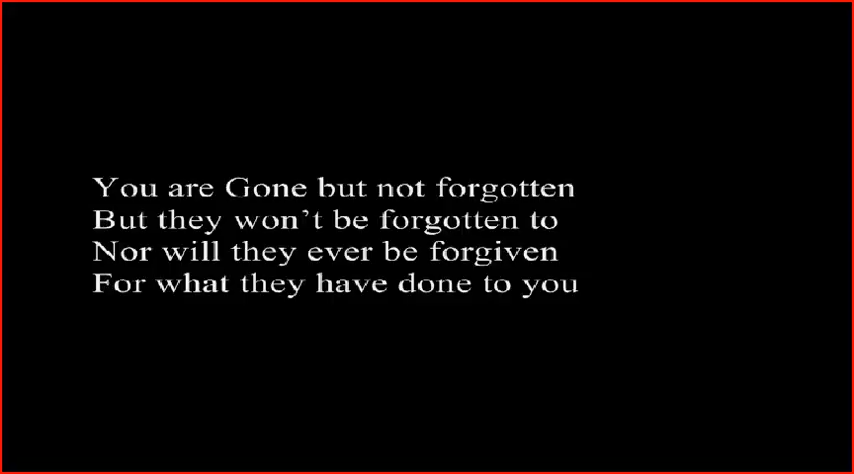 You are Gone but not forgotten
But they won't be forgotten to
Nor will they ever be forgiven
For what they have done to you